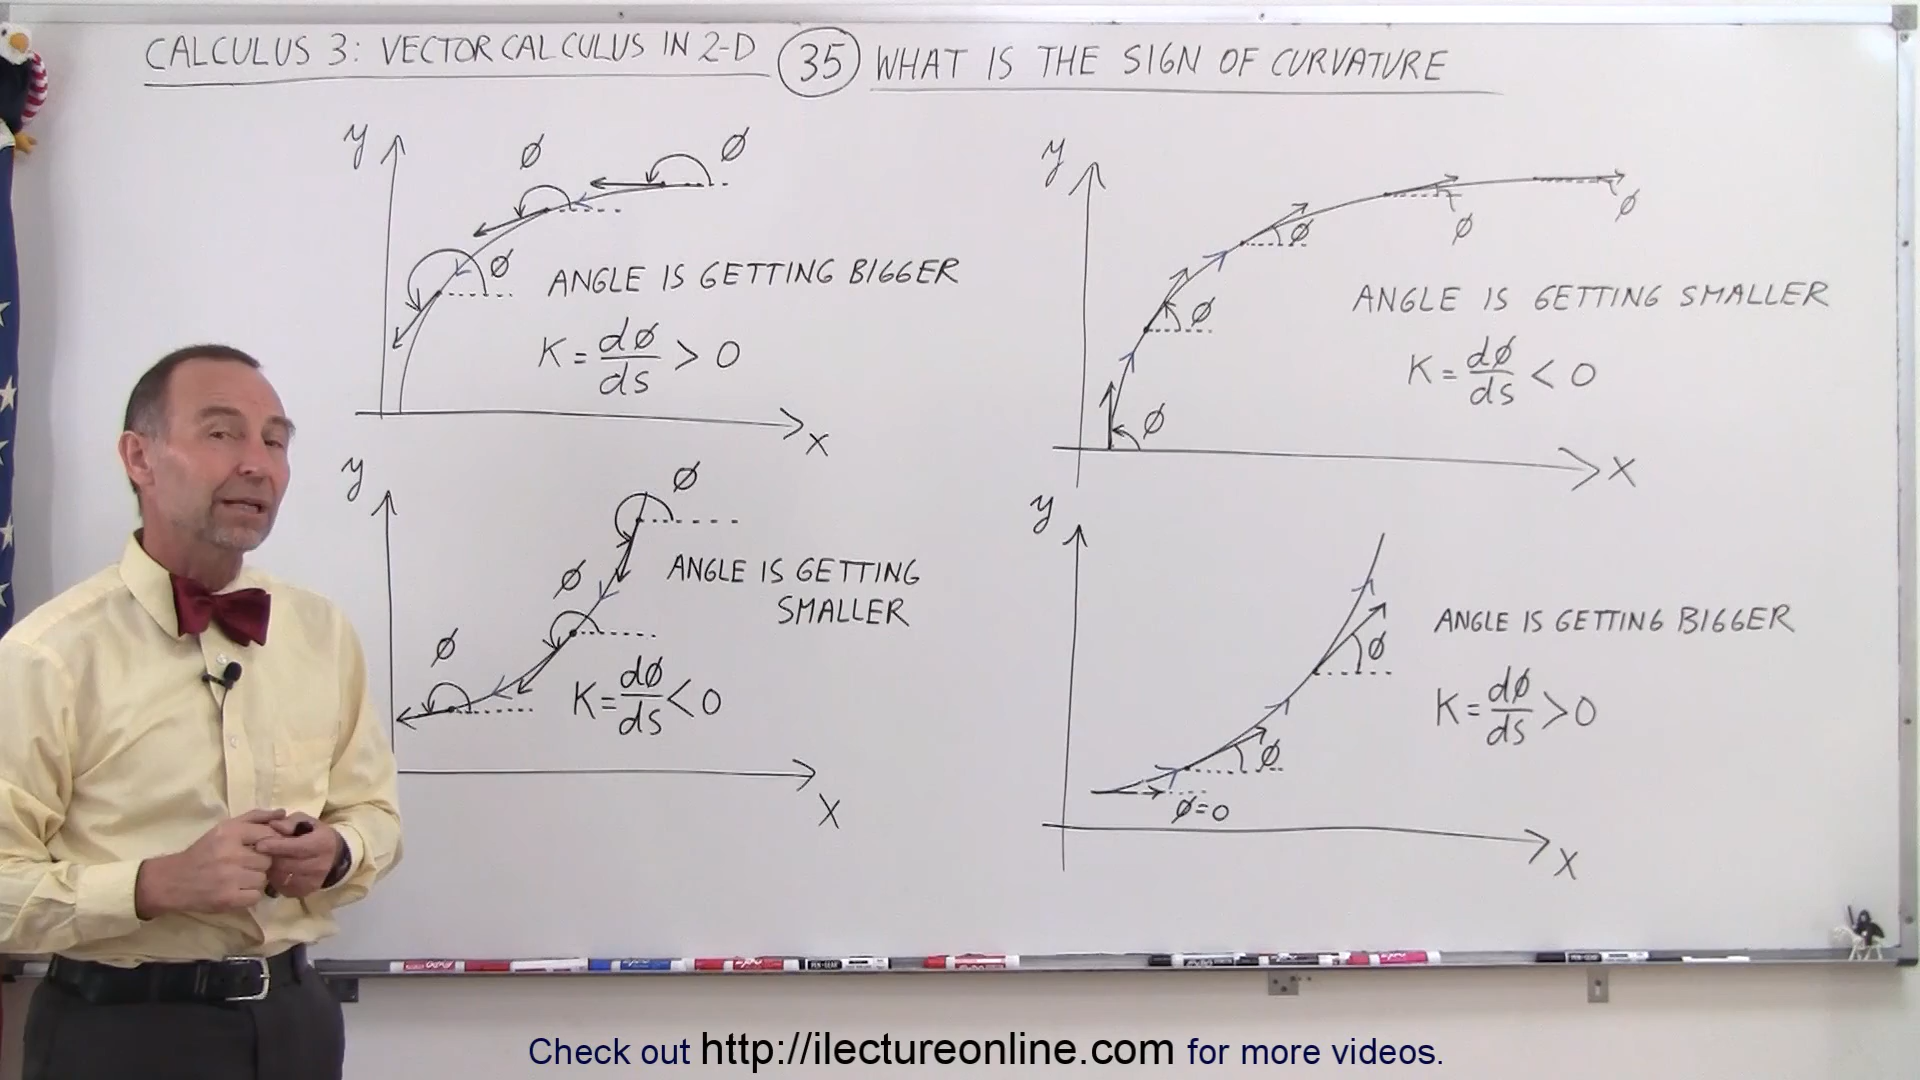 CALCULUS 3: VECTOR CALCULUS IN 2-D 35 WHAT IS THE SIGN OF CURVATURE
y
Ø
Ø
Ø
ANGLE IS GETTING BIGGER
K = dØ/ds > 0
x
y
Ø
Ø
Ø
Ø
Ø
ANGLE IS GETTING SMALLER
K = dØ/ds < 0
x
y
Ø
Ø
Ø
ANGLE IS GETTING
SMALLER
K = dØ/ds < 0
x
y
Ø
Ø
Ø=0
ANGLE IS GETTING BIGGER
K = dØ/ds > 0
x
Check out http://ilectureonline.com for more videos.